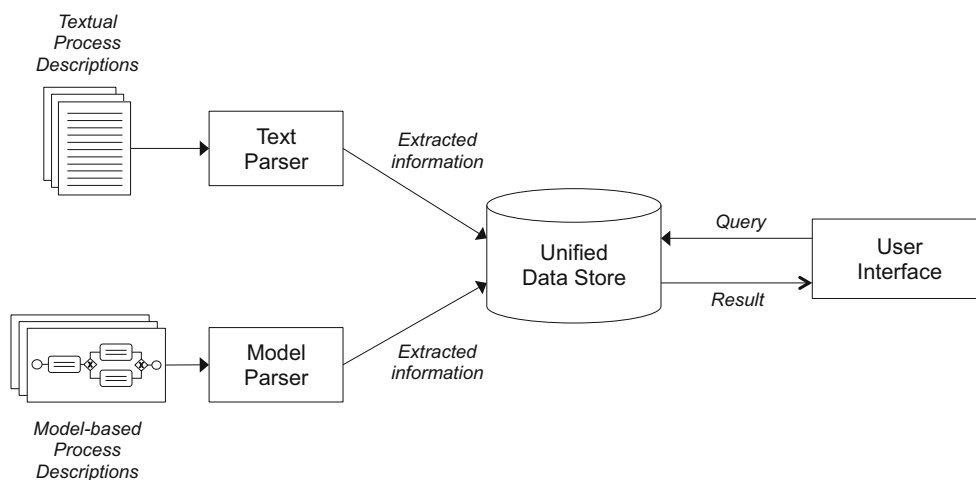 Textual
Process
Descriptions
Text
Parser
Extracted
information
Unified
Data Store
Query
Result
User
Interface
Model
Parser
Extracted
information
Model-based
Process
Descriptions